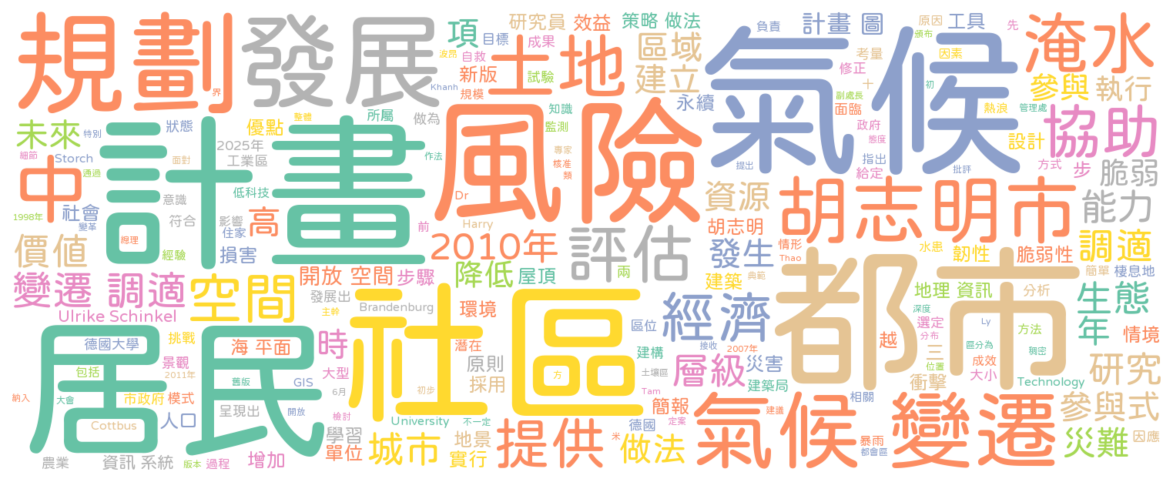 規劃
發展
項
目標
研究員
效益
策略 做法
負責
計畫 圖
原因
工具
先
淹水
成果
自救
區域
頒布
因素
考量
土地
氣候
新版
試驗
建立
修正
參與
執行
Khanh
規模
永續
十
初
熱浪
界
知識
副處長
管理處
面臨
未來
特別
狀態
優點
整體
所屬
做為
風險
監測
政府
態度
設計
協助
計畫
2025年
專家
作法
細節
通過
Storch
工業區
核准
類
指出
給定
提出
批評
方式
步
脆弱
中
面對
低科技
意識
Dr
資源
胡志明市
能力
1998年
社會
變革
符合
影響
住家
前
Harry
胡志明
高
2010年
評估
情形
水患
韌性
脆弱性
調適
價值
經驗
損害
發生
Thao
簡單
棲息地
變遷 調適
空間
開放 空間
步驟
降低
屋頂
兩
建築
典範
都市
地理 資訊
分析
生態
發展出
主幹
Brandenburg
環境
社區
區位
經濟
深度
Ulrike Schinkel
選定
分布
Ly
方法
年
情境
越
德國大學
挑戰
海 平面
時
潛在
建構
接收
2007年
三
區分為
稠密
居民
景觀
原則
災害
成效
位署
包括
2011年
舊版
GIS
大型
採用
方
土壤區
層級
建築局
衝擊
大小
Technology
研究
納入
大會
市政府
模式
呈現出
開放
6月
初步
Tam
簡報
相關
參與式
Cottbus
人口
檢討
University
不一定
德國
定案
氣候 變遷
建議
學習
單位
城市
地景
實行
提供
米
做法
暴雨
都會區
災難
因應
農業
資訊 系統
版本
過程
增加